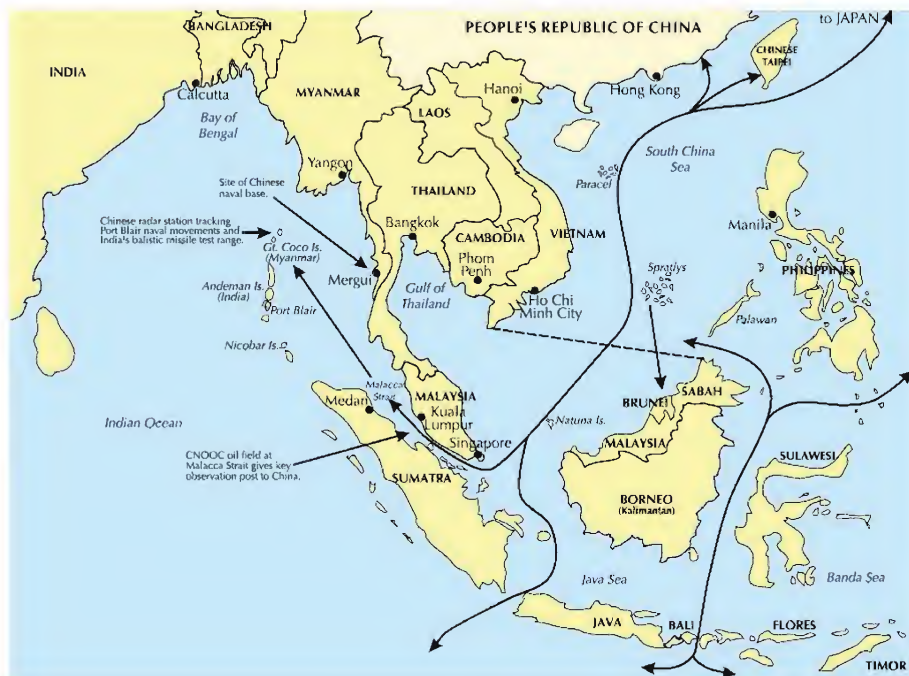 to JAPAN
PEOPLE'S REPUBLIC OF CHINA
BANGLADESH
CHINESE
TAIPEI
INDIA
Calcutta
MYANMAR
Hanoi
Hong Kong
LAOS
Bay of
Bengal
South China
Sea
Yangon
Paracel
Site of Chinese
naval base.
THAILAND
Chinese radar station tracking
Port Blair naval movements and
India's balistic missile test range.
Bangkok
VIETNAM
Manila
CAMBODIA
Gt. Coco Is.
(Myanmar)
Phom
Penh
Mergui
Spratlys
PHILIPPINES
Andeman Is.
(India)
Gulf of
Thailand
Ho Chi
Minh City
Port Blair
Palawan
Nicobar Is.
Malacca
Strait
MALAYSIA
SABAH
Medan
BRUNEI
Kuala
Lumpur
Indian Ocean
Natuna Is.
Singapore
MALAYSIA
CNOOC oil field at
Malacca Strait gives key
observation post to China.
SULAWESI
SUMATRA
BORNEO
(Kalimantan)
Java Sea
Banda Sea
JAVA
BALI
FLORES
TIMOR